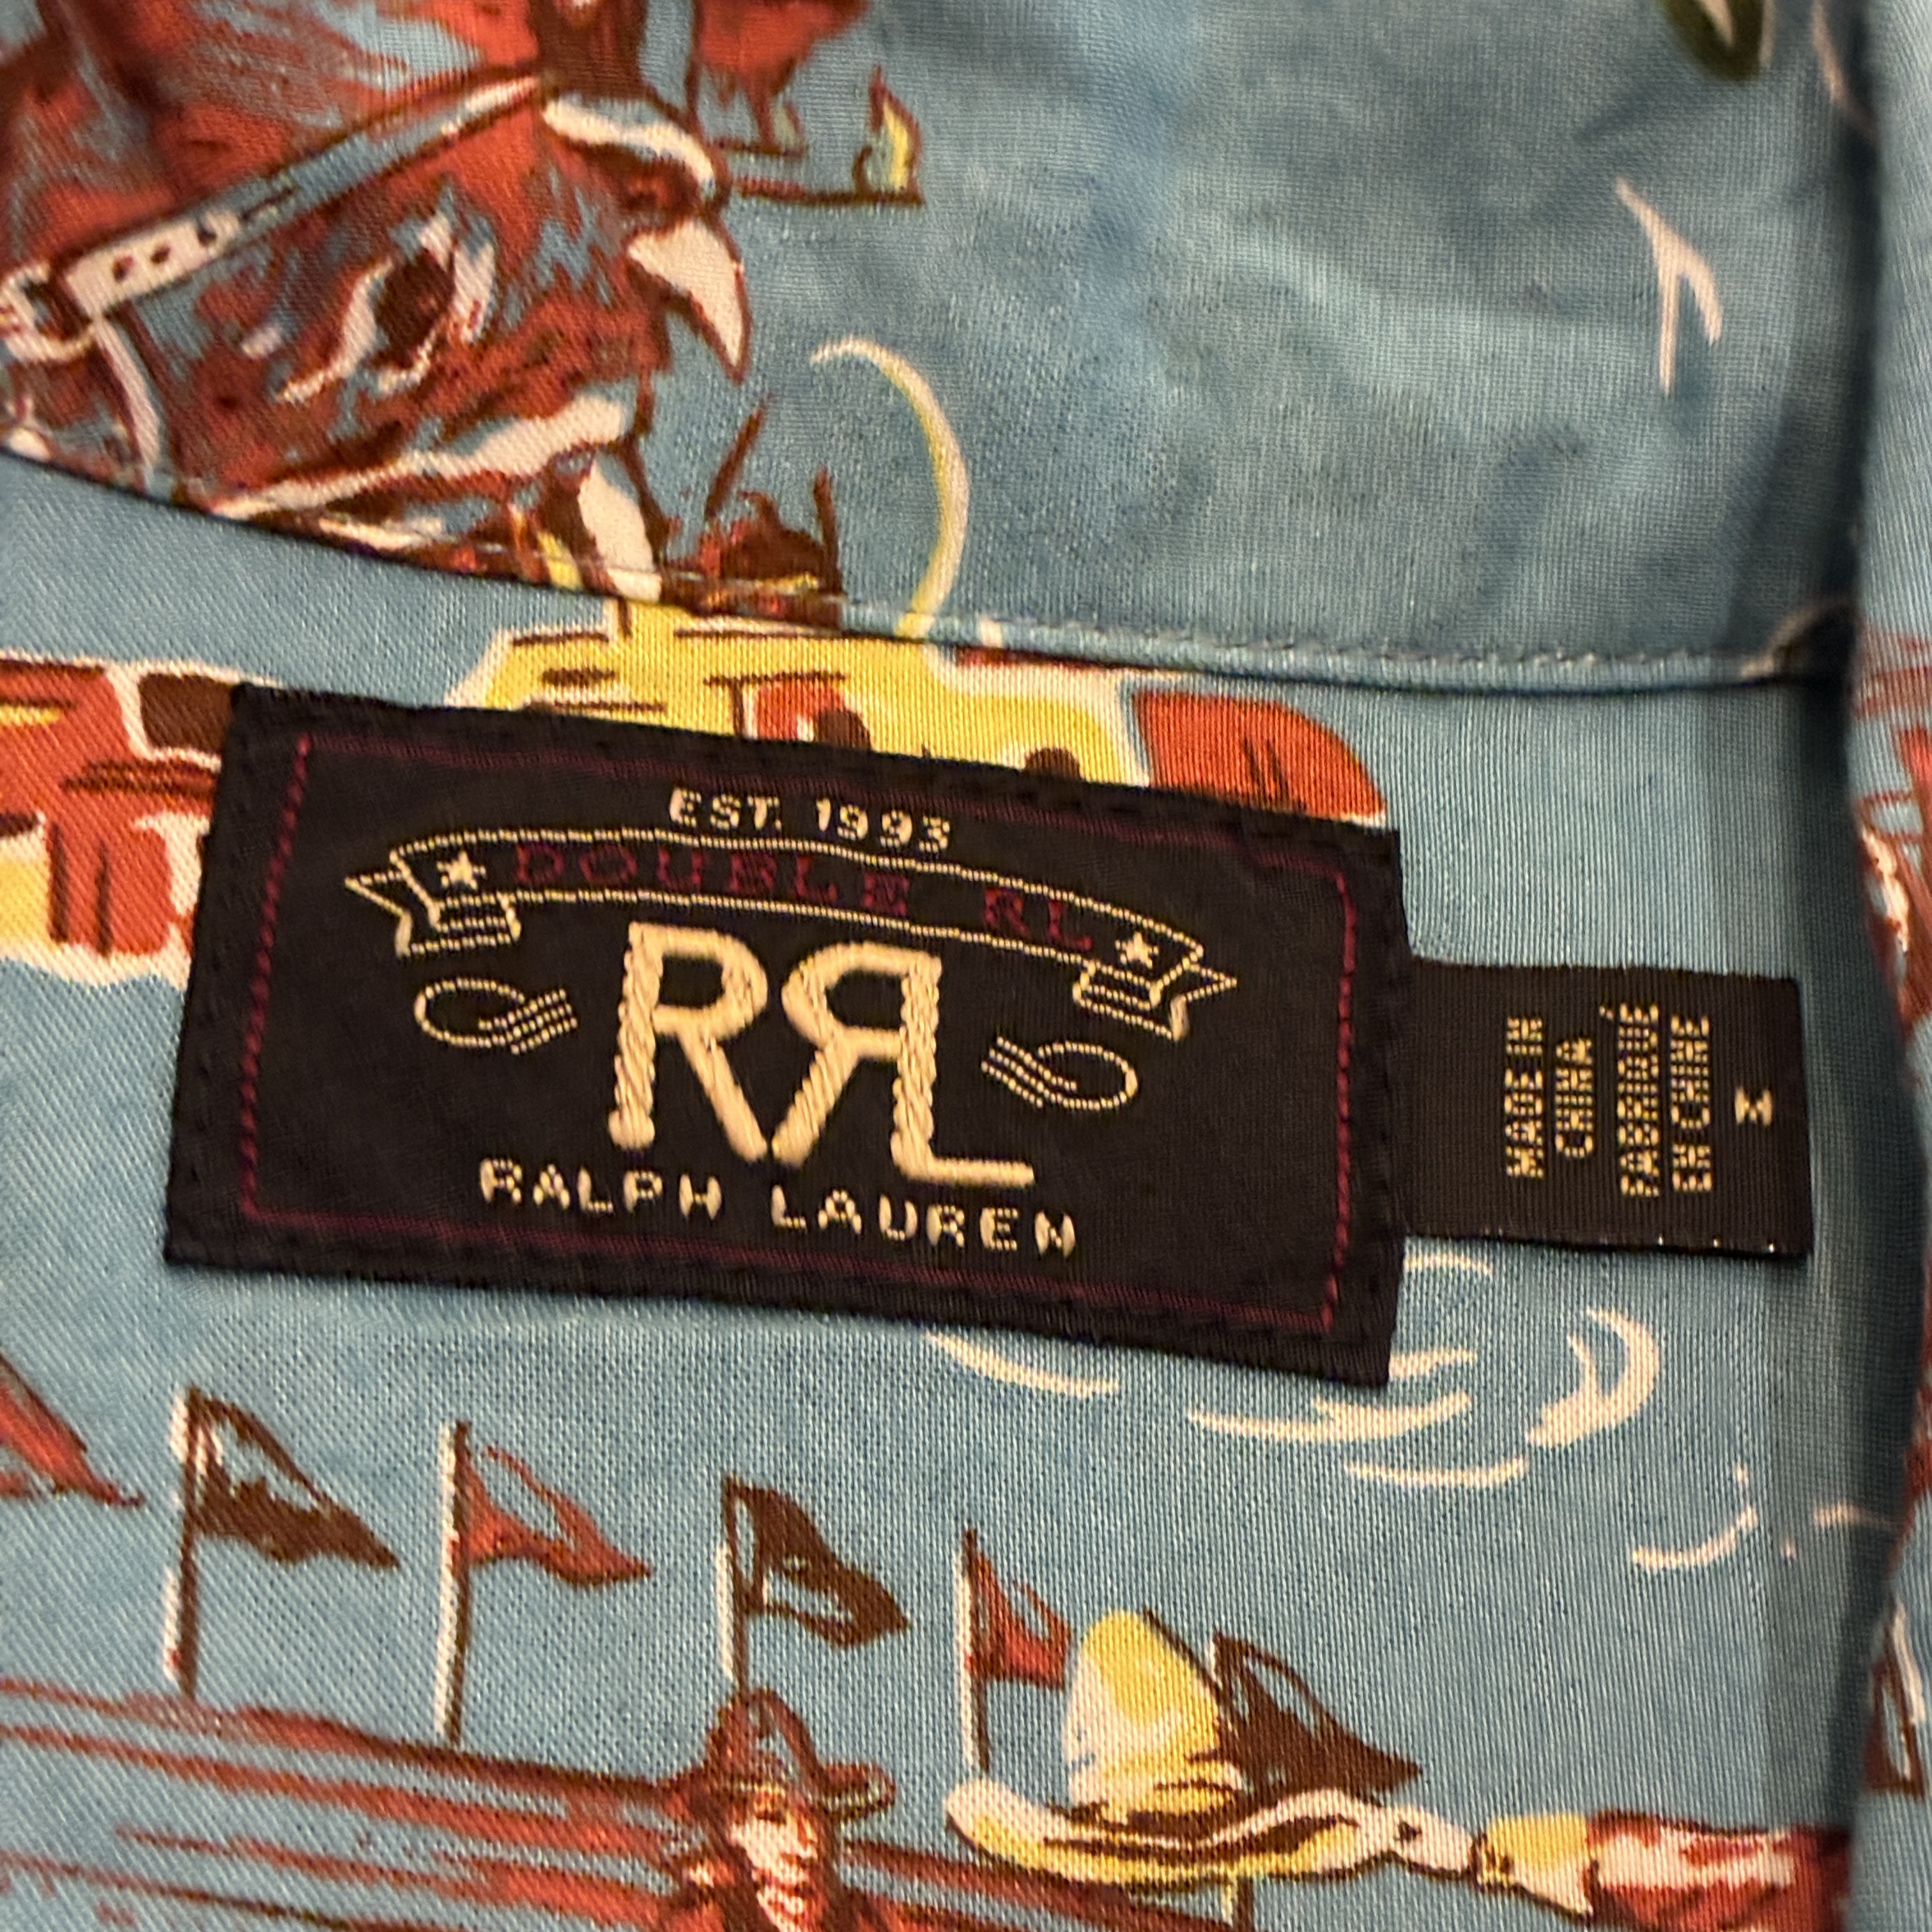 EST. 1993
DOUBLE RL
RRL
RALPH LAUREN
MADE IN
CHINA
FABRIQUÉ
EN CHINE
M